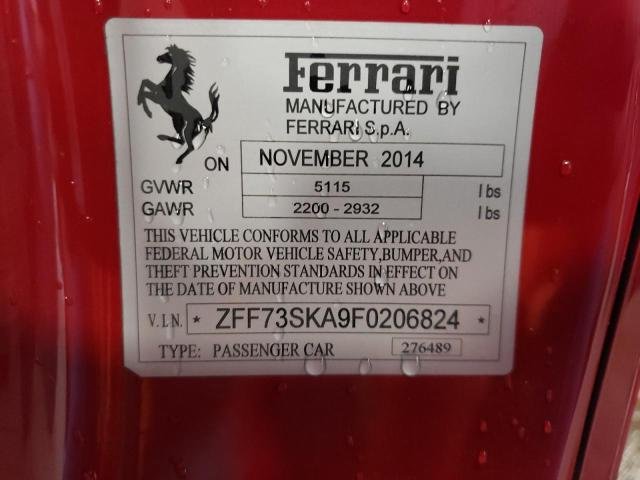 Ferrari
MANUFACTURED BY
FERRARI S.p.A.
ON NOVEMBER 2014
GVWR 5115 lbs
GAWR 2200 - 2932 lbs
THIS VEHICLE CONFORMS TO ALL APPLICABLE
FEDERAL MOTOR VEHICLE SAFETY,BUMPER,AND
THEFT PREVENTION STANDARDS IN EFFECT ON
THE DATE OF MANUFACTURE SHOWN ABOVE
V.I.N. * ZFF73SKA9F0206824 *
TYPE: PASSENGER CAR 276489